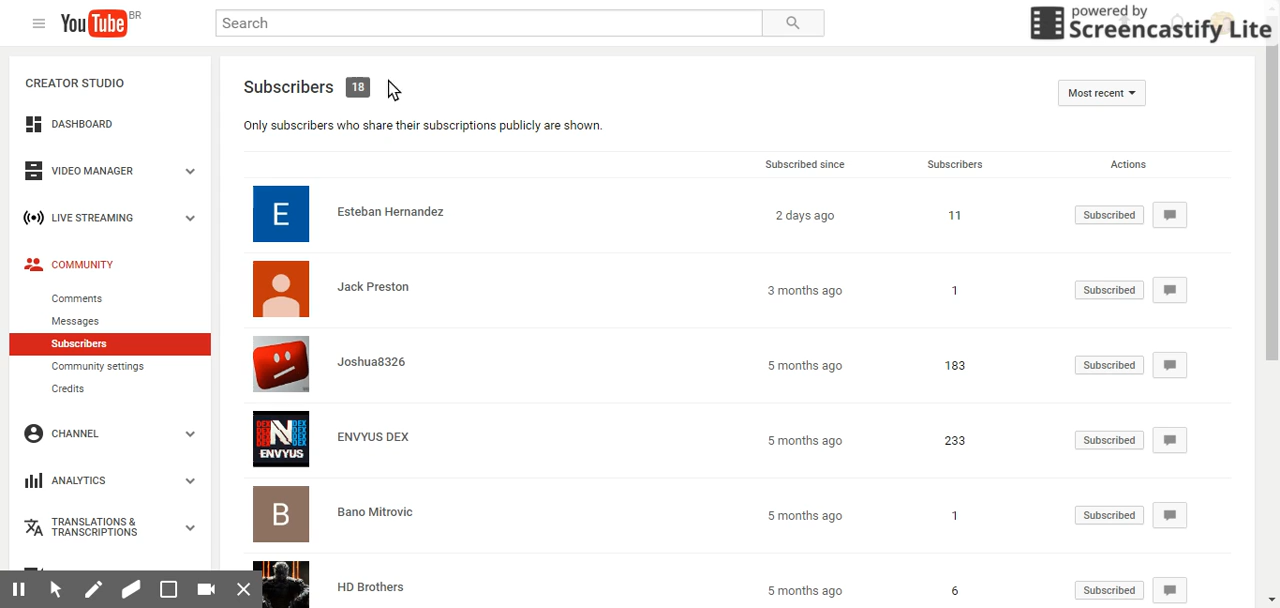 YouTube BR
Search
powered by
Screencastify Lite
CREATOR STUDIO
DASHBOARD
VIDEO MANAGER
LIVE STREAMING
COMMUNITY
Comments
Messages
Subscribers
Community settings
Credits
CHANNEL
ANALYTICS
TRANSLATIONS &
TRANSCRIPTIONS
Subscribers 18
Most recent
Only subscribers who share their subscriptions publicly are shown.
Subscribed since Subscribers Actions
E Esteban Hernandez 2 days ago 11 Subscribed
Jack Preston 3 months ago 1 Subscribed
Joshua8326 5 months ago 183 Subscribed
N ENVYUS ENVYUS DEX 5 months ago 233 Subscribed
B Bano Mitrovic 5 months ago 1 Subscribed
HD Brothers 5 months ago 6 Subscribed